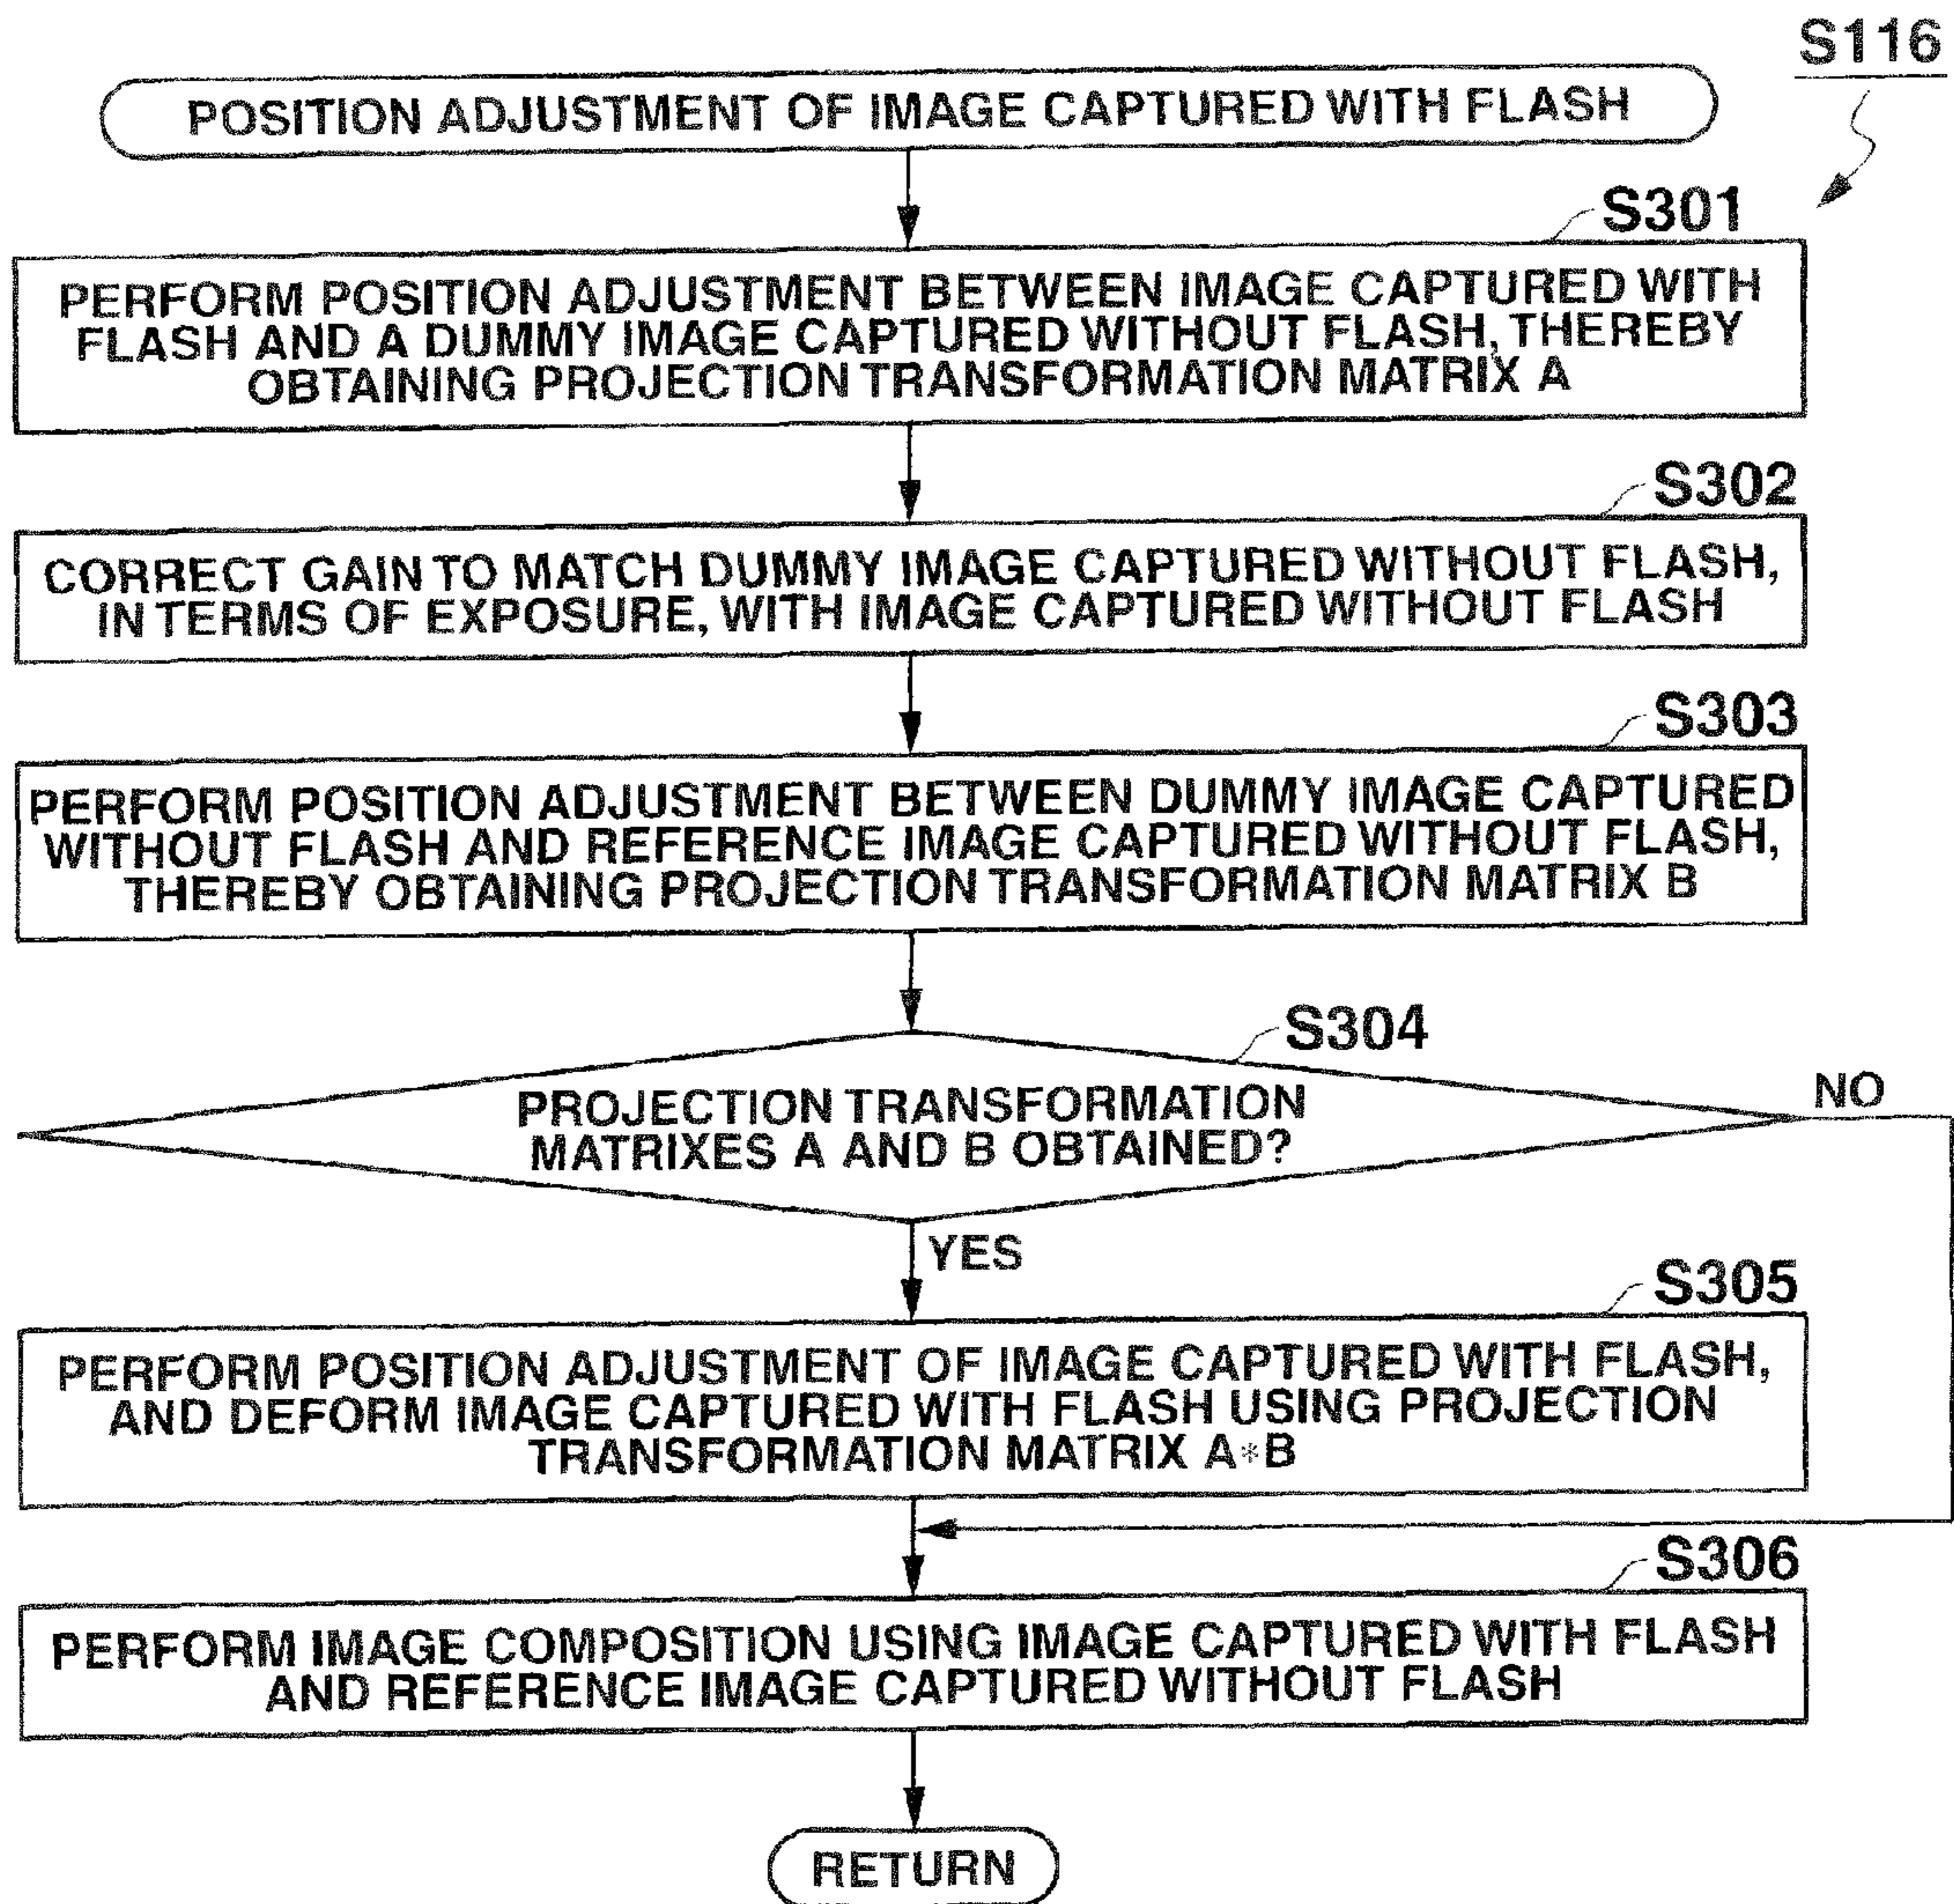 S116
POSITION ADJUSTMENT OF IMAGE CAPTURED WITH FLASH
S301
PERFORM POSITION ADJUSTMENT BETWEEN IMAGE CAPTURED WITH
FLASH AND A DUMMY IMAGE CAPTURED WITHOUT FLASH, THEREBY
OBTAINING PROJECTION TRANSFORMATION MATRIX A
S302
CORRECT GAIN TO MATCH DUMMY IMAGE CAPTURED WITHOUT FLASH,
IN TERMS OF EXPOSURE, WITH IMAGE CAPTURED WITHOUT FLASH
S303
PERFORM POSITION ADJUSTMENT BETWEEN DUMMY IMAGE CAPTURED
WITHOUT FLASH AND REFERENCE IMAGE CAPTURED WITHOUT FLASH,
THEREBY OBTAINING PROJECTION TRANSFORMATION MATRIX B
S304
PROJECTION TRANSFORMATION
MATRIXES A AND B OBTAINED?
NO
YES
S305
PERFORM POSITION ADJUSTMENT OF IMAGE CAPTURED WITH FLASH,
AND DEFORM IMAGE CAPTURED WITH FLASH USING PROJECTION
TRANSFORMATION MATRIX A*B
S306
PERFORM IMAGE COMPOSITION USING IMAGE CAPTURED WITH FLASH
AND REFERENCE IMAGE CAPTURED WITHOUT FLASH
RETURN